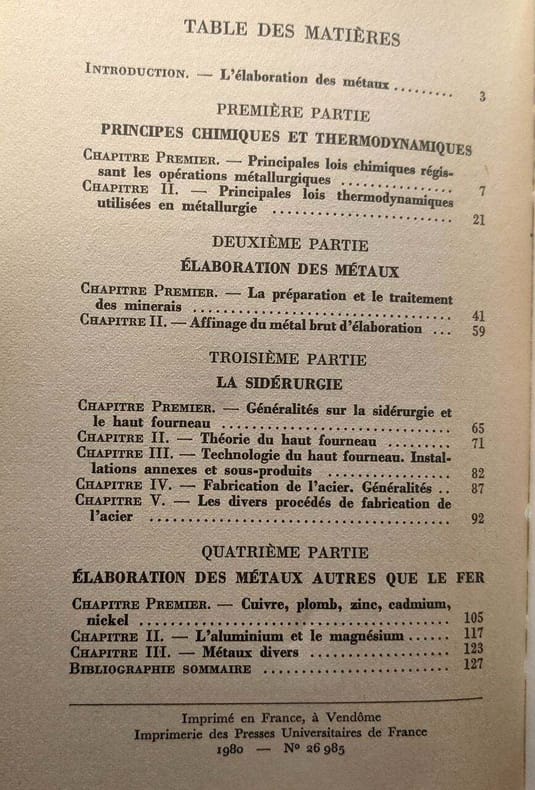 TABLE DES MATIÈRES
INTRODUCTION. — L'élaboration des métaux ......... 3
PREMIÈRE PARTIE
PRINCIPES CHIMIQUES ET THERMODYNAMIQUES
CHAPITRE PREMIER. — Principales lois chimiques régis-
sant les opérations métallurgiques ................ 7
CHAPITRE II. — Principales lois thermodynamiques
utilisées en métallurgie .......................... 21
DEUXIÈME PARTIE
ÉLABORATION DES MÉTAUX
CHAPITRE PREMIER. — La préparation et le traitement
des minerais ..................................... 41
CHAPITRE II. — Affinage du métal brut d'élaboration ... 59
TROISIÈME PARTIE
LA SIDÉRURGIE
CHAPITRE PREMIER. — Généralités sur la sidérurgie et
le haut fourneau ................................. 65
CHAPITRE II. — Théorie du haut fourneau ......... 71
CHAPITRE III. — Technologie du haut fourneau. Instal-
lations annexes et sous-produits .................. 82
CHAPITRE IV. — Fabrication de l'acier. Généralités .. 87
CHAPITRE V. — Les divers procédés de fabrication de
l'acier .......................................... 92
QUATRIÈME PARTIE
ÉLABORATION DES MÉTAUX AUTRES QUE LE FER
CHAPITRE PREMIER. — Cuivre, plomb, zinc, cadmium,
nickel ........................................... 105
CHAPITRE II. — L'aluminium et le magnésium ...... 117
CHAPITRE III. — Métaux divers ................... 123
BIBLIOGRAPHIE SOMMAIRE .......................... 127
Imprimé en France, à Vendôme
Imprimerie des Presses Universitaires de France
1980 — Nº 26 985